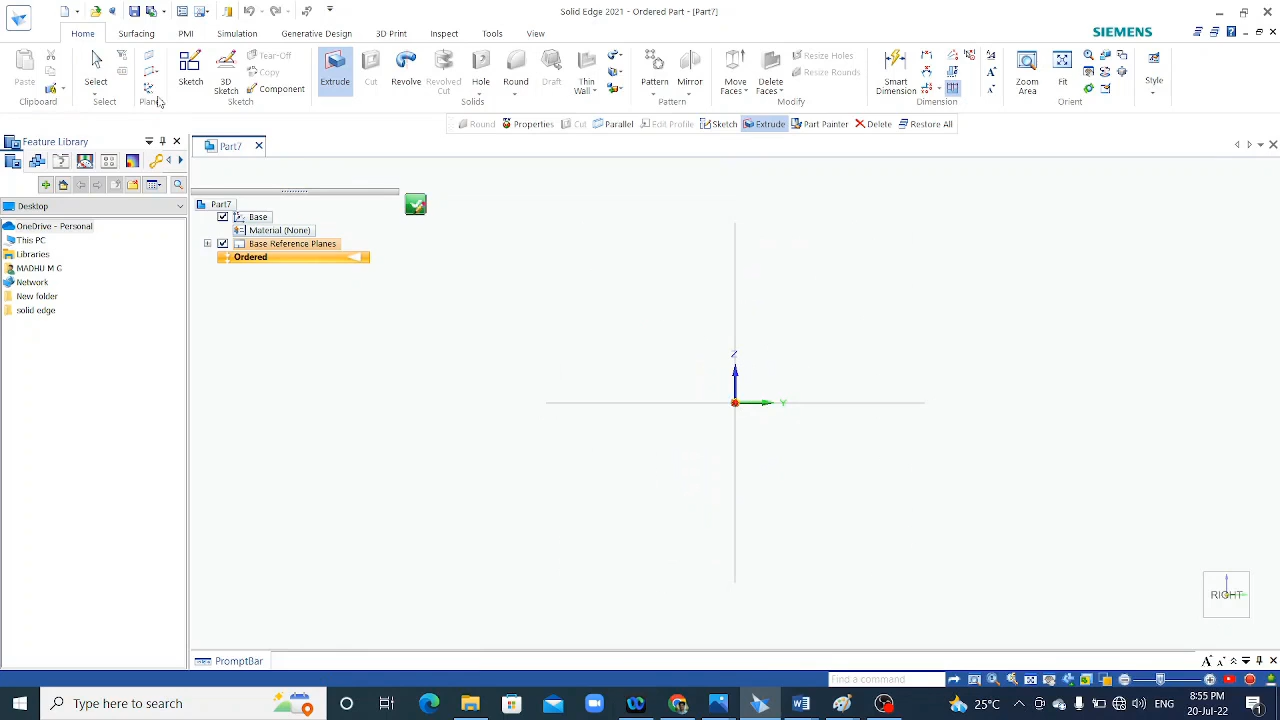 Solid Edge 2021 - Ordered Part - [Part7]
Home Surfacing PMI Simulation Generative Design 3D Print Inspect Tools View SIEMENS
Tear-Off Resize Holes
Copy Resize Rounds
Paste Select Sketch 3D Sketch Component Extrude Cut Revolve Revolved Cut Hole Round Draft Thin Wall Pattern Mirror Move Faces Delete Faces Smart Dimension Zoom Area Fit Style
Clipboard Select Sketch Solids Pattern Modify Dimension Orient
Round Properties Cut Parallel Edit Profile Sketch Extrude Part Painter Delete Restore All
Feature Library Part7
Desktop Part7
OneDrive - Personal Base
This PC Material (None)
Libraries Base Reference Planes
MADHU M G Ordered
Network
New folder
solid edge
Z
Y
RIGHT
PromptBar
Find a command
Type here to search ENG 8:55 PM
20-Jul-22